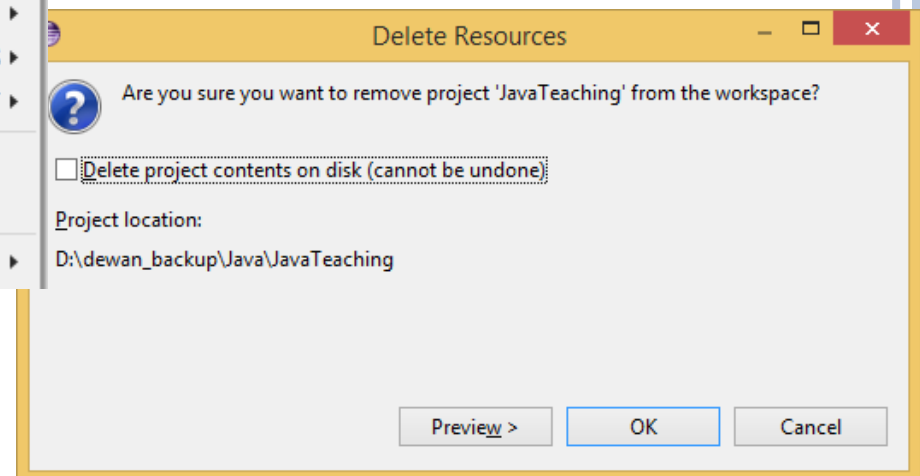 Delete Resources
Are you sure you want to remove project 'JavaTeaching' from the workspace?
Delete project contents on disk (cannot be undone)
Project location:
D:\dewan_backup\Java\JavaTeaching
Preview >
OK
Cancel